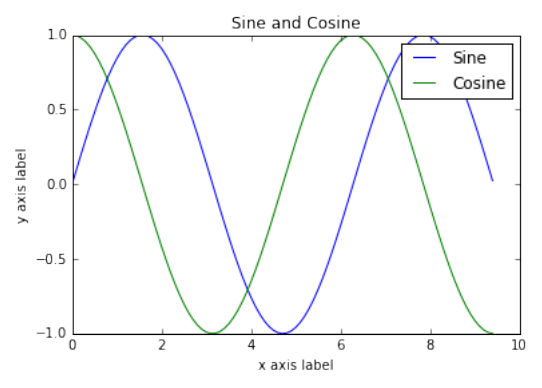 Sine and Cosine
Sine
Cosine
1.0
0.5
0.0
−0.5
−1.0
y axis label
0 2 4 6 8 10
x axis label